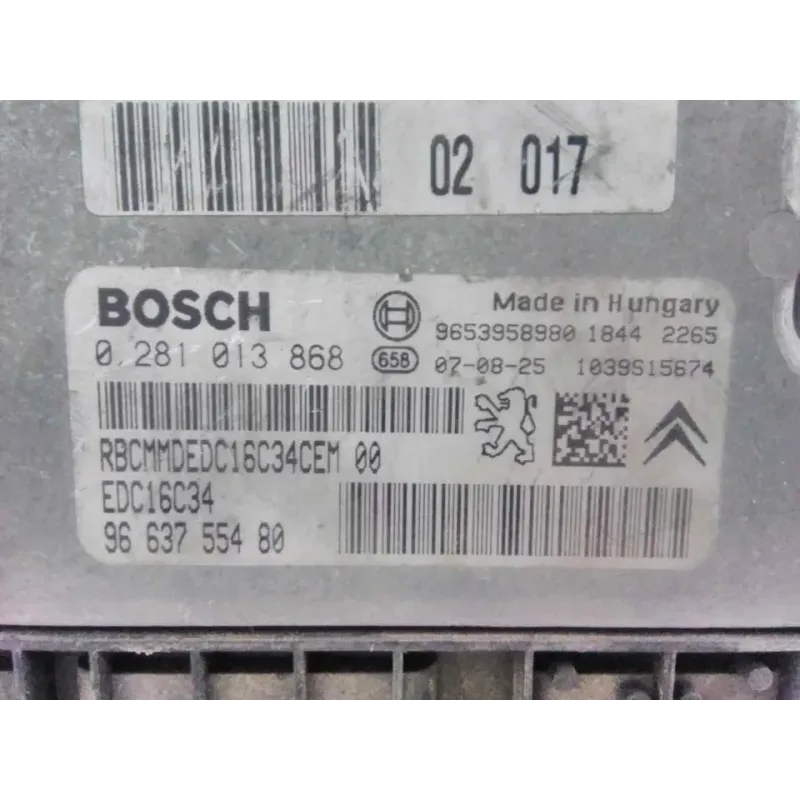 02 017
BOSCH
Made in Hungary
9653958980 1844 2265
0 281 013 868
658
07-08-25 1039S15674
RBCMMDEDC16C34CEM 00
EDC16C34
96 637 554 80